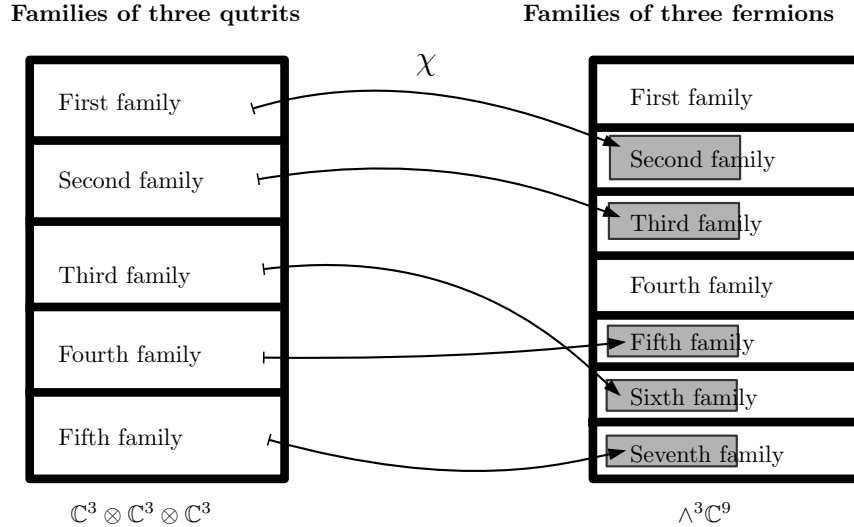 Families of three qutrits
Families of three fermions
χ
First family
Second family
Third family
Fourth family
Fifth family
First family
Second family
Third family
Fourth family
Fifth family
Sixth family
Seventh family
ℂ³ ⊗ ℂ³ ⊗ ℂ³
∧³ℂ⁹